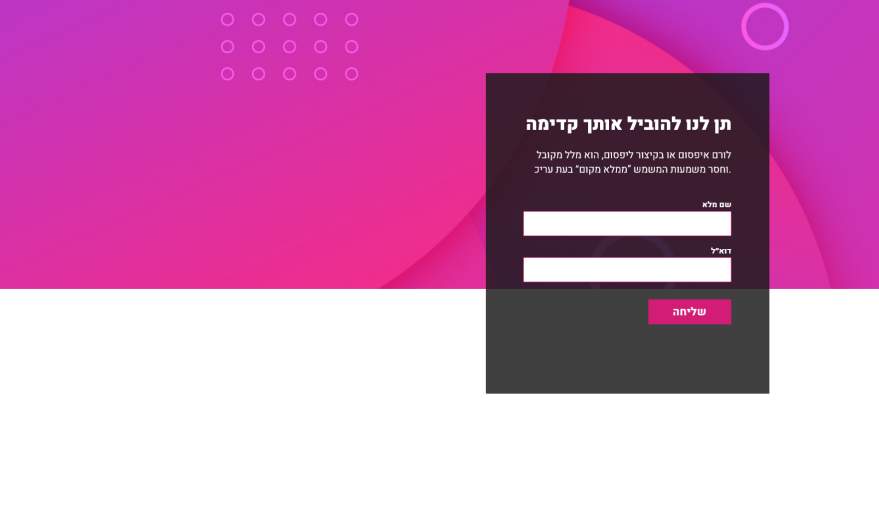 תן לנו להוביל אותך קדימה
לורם איפסום או בקיצור ליפסום, הוא מלל מקובל
וחסר משמעות המשמש "ממלא מקום" בעת עריכ.
שם מלא
דוא"ל
שליחה